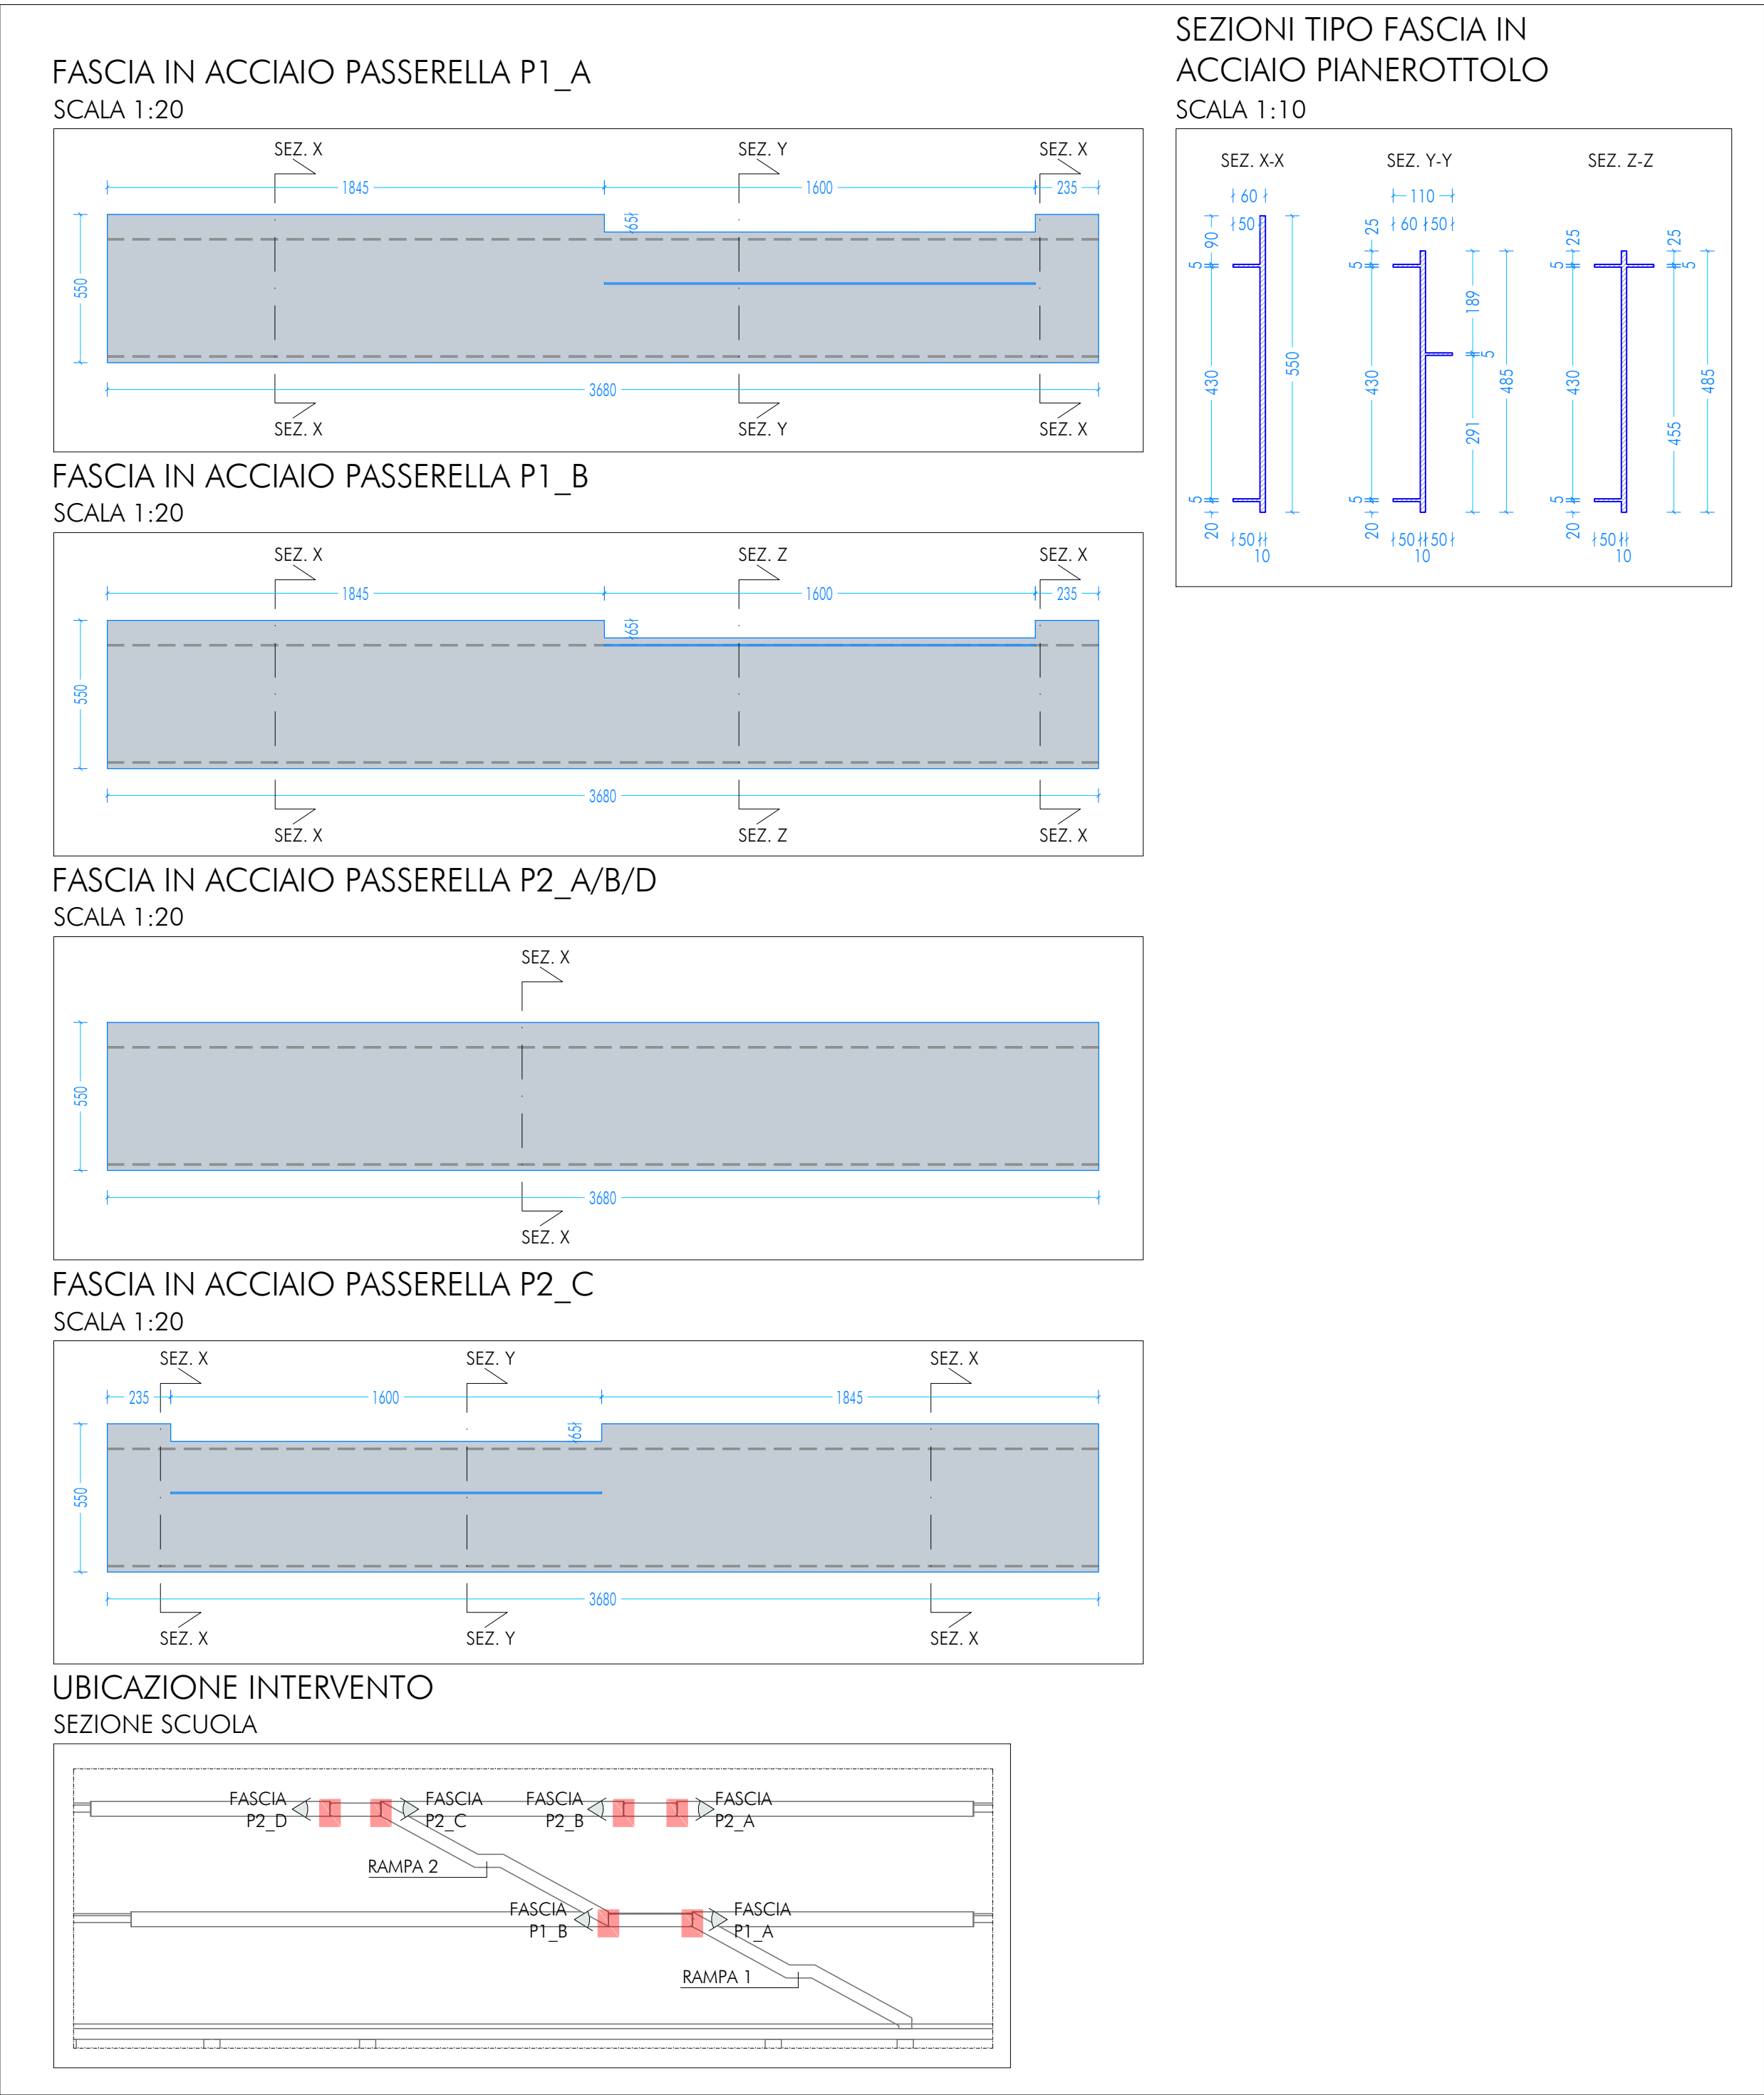 FASCIA IN ACCIAIO PASSERELLA P1_A
SCALA 1:20
SEZ. X
SEZ. Y
SEZ. X
1845
1600
235
65
550
3680
SEZ. X
SEZ. Y
SEZ. X
FASCIA IN ACCIAIO PASSERELLA P1_B
SCALA 1:20
SEZ. X
SEZ. Z
SEZ. X
1845
1600
235
65
550
3680
SEZ. X
SEZ. Z
SEZ. X
FASCIA IN ACCIAIO PASSERELLA P2_A/B/D
SCALA 1:20
SEZ. X
550
3680
SEZ. X
FASCIA IN ACCIAIO PASSERELLA P2_C
SCALA 1:20
SEZ. X
SEZ. Y
SEZ. X
235
1600
1845
65
550
3680
SEZ. X
SEZ. Y
SEZ. X
UBICAZIONE INTERVENTO
SEZIONE SCUOLA
FASCIA
P2_D
FASCIA
P2_C
FASCIA
P2_B
FASCIA
P2_A
RAMPA 2
FASCIA
P1_B
FASCIA
P1_A
RAMPA 1
SEZIONI TIPO FASCIA IN
ACCIAIO PIANEROTTOLO
SCALA 1:10
SEZ. X-X
60
50
90
5
430
550
5
20
50
10
SEZ. Y-Y
110
60
50
25
5
430
189
5
485
291
5
20
50
50
10
SEZ. Z-Z
25
5
25
5
430
455
485
5
20
50
10